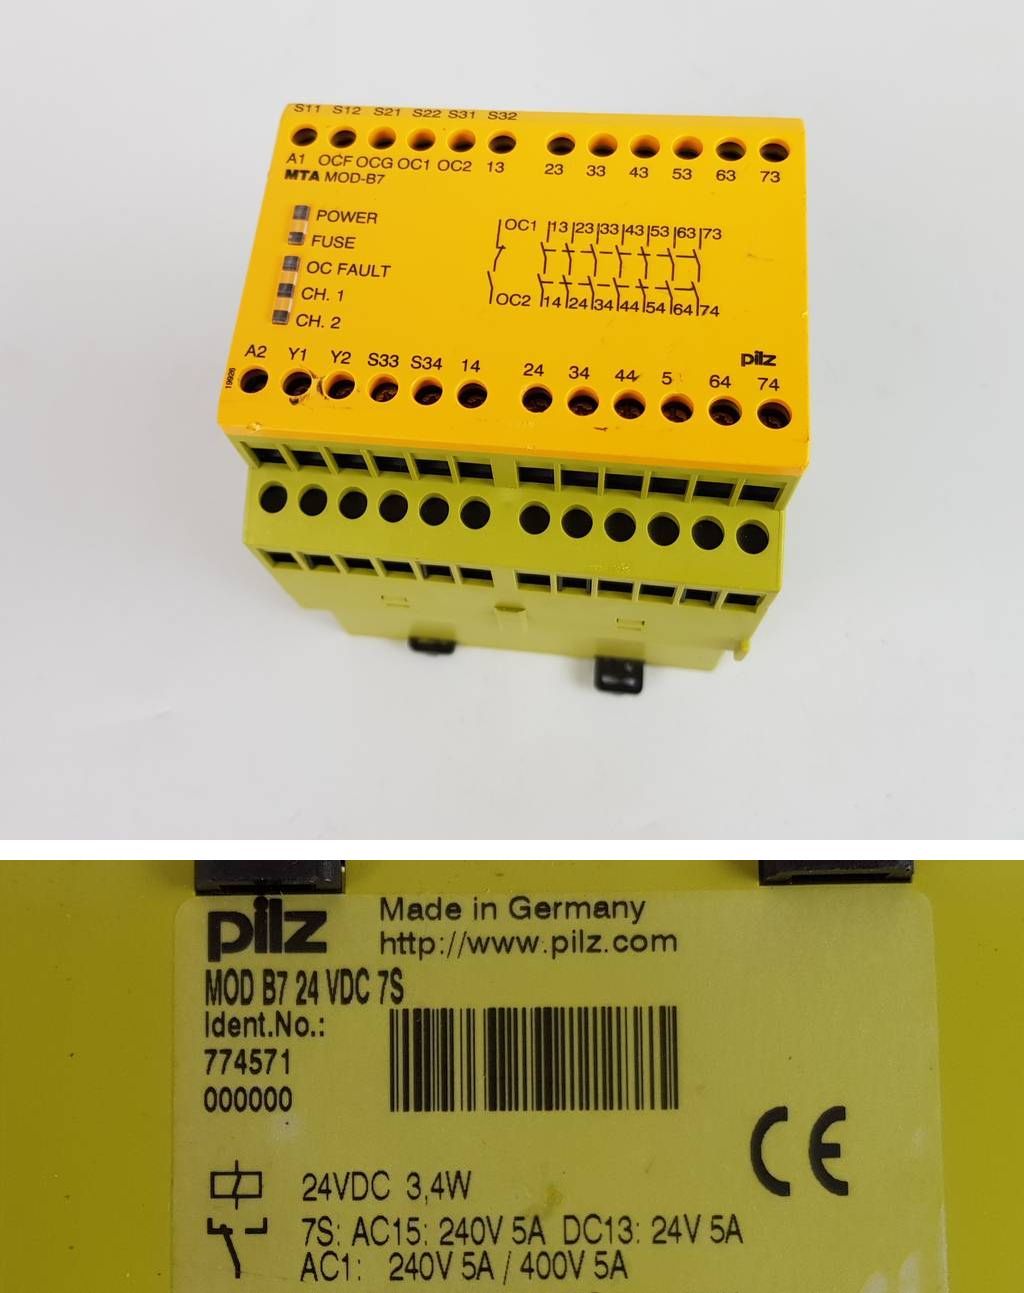 S11 S12 S21 S22 S31 S32
A1 OCF OCG OC1 OC2 13 23 33 43 53 63 73
MTA MOD-B7
POWER
FUSE
OC FAULT
CH. 1
CH. 2
OC1 13 23 33 43 53 63 73
OC2 14 24 34 44 54 64 74
pilz
A2 Y1 Y2 S33 S34 14 24 34 44 5 64 74
19926
pilz
Made in Germany
http://www.pilz.com
MOD B7 24 VDC 7S
Ident.No.:
774571
000000
CE
24VDC 3,4W
7S: AC15: 240V 5A DC13: 24V 5A
AC1: 240V 5A / 400V 5A